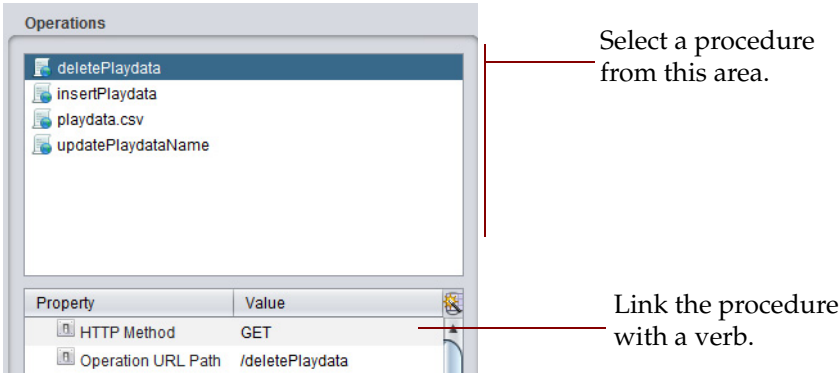 Operations
deletePlaydata
insertPlaydata
playdata.csv
updatePlaydataName
Select a procedure
from this area.
Property Value
HTTP Method GET
Operation URL Path /deletePlaydata
Link the procedure
with a verb.